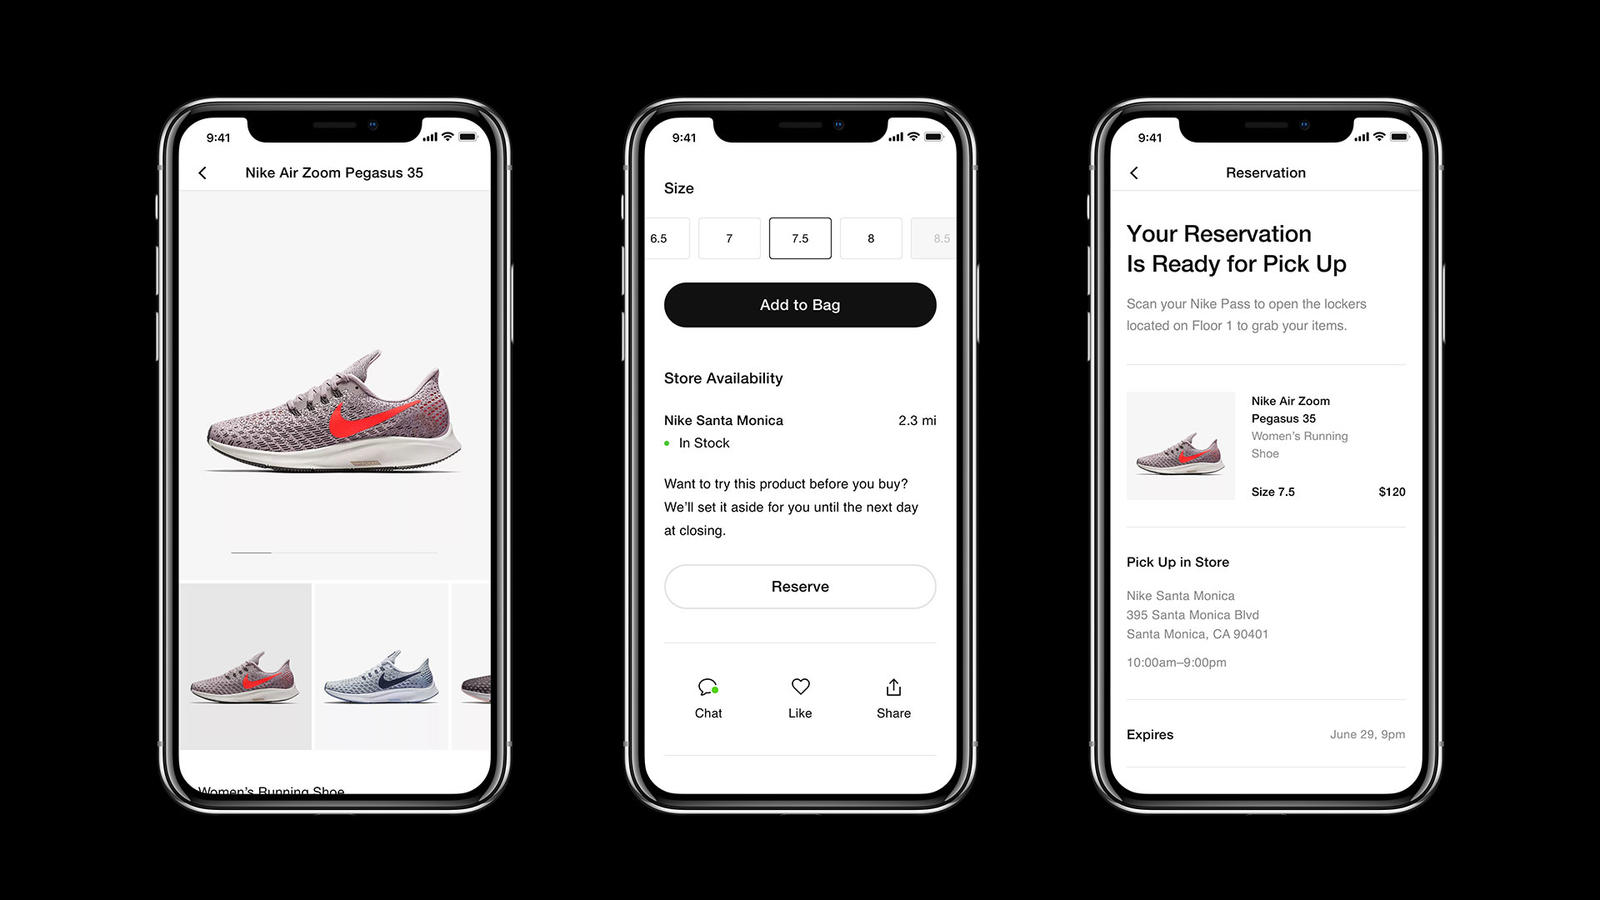 9:41
Nike Air Zoom Pegasus 35
Women's Running Shoe
9:41
Size
6.5 7 7.5 8 8.5
Add to Bag
Store Availability
Nike Santa Monica 2.3 mi
In Stock
Want to try this product before you buy?
We'll set it aside for you until the next day
at closing.
Reserve
Chat Like Share
9:41
Reservation
Your Reservation
Is Ready for Pick Up
Scan your Nike Pass to open the lockers
located on Floor 1 to grab your items.
Nike Air Zoom
Pegasus 35
Women's Running
Shoe
Size 7.5 $120
Pick Up in Store
Nike Santa Monica
395 Santa Monica Blvd
Santa Monica, CA 90401
10:00am–9:00pm
Expires June 29, 9pm